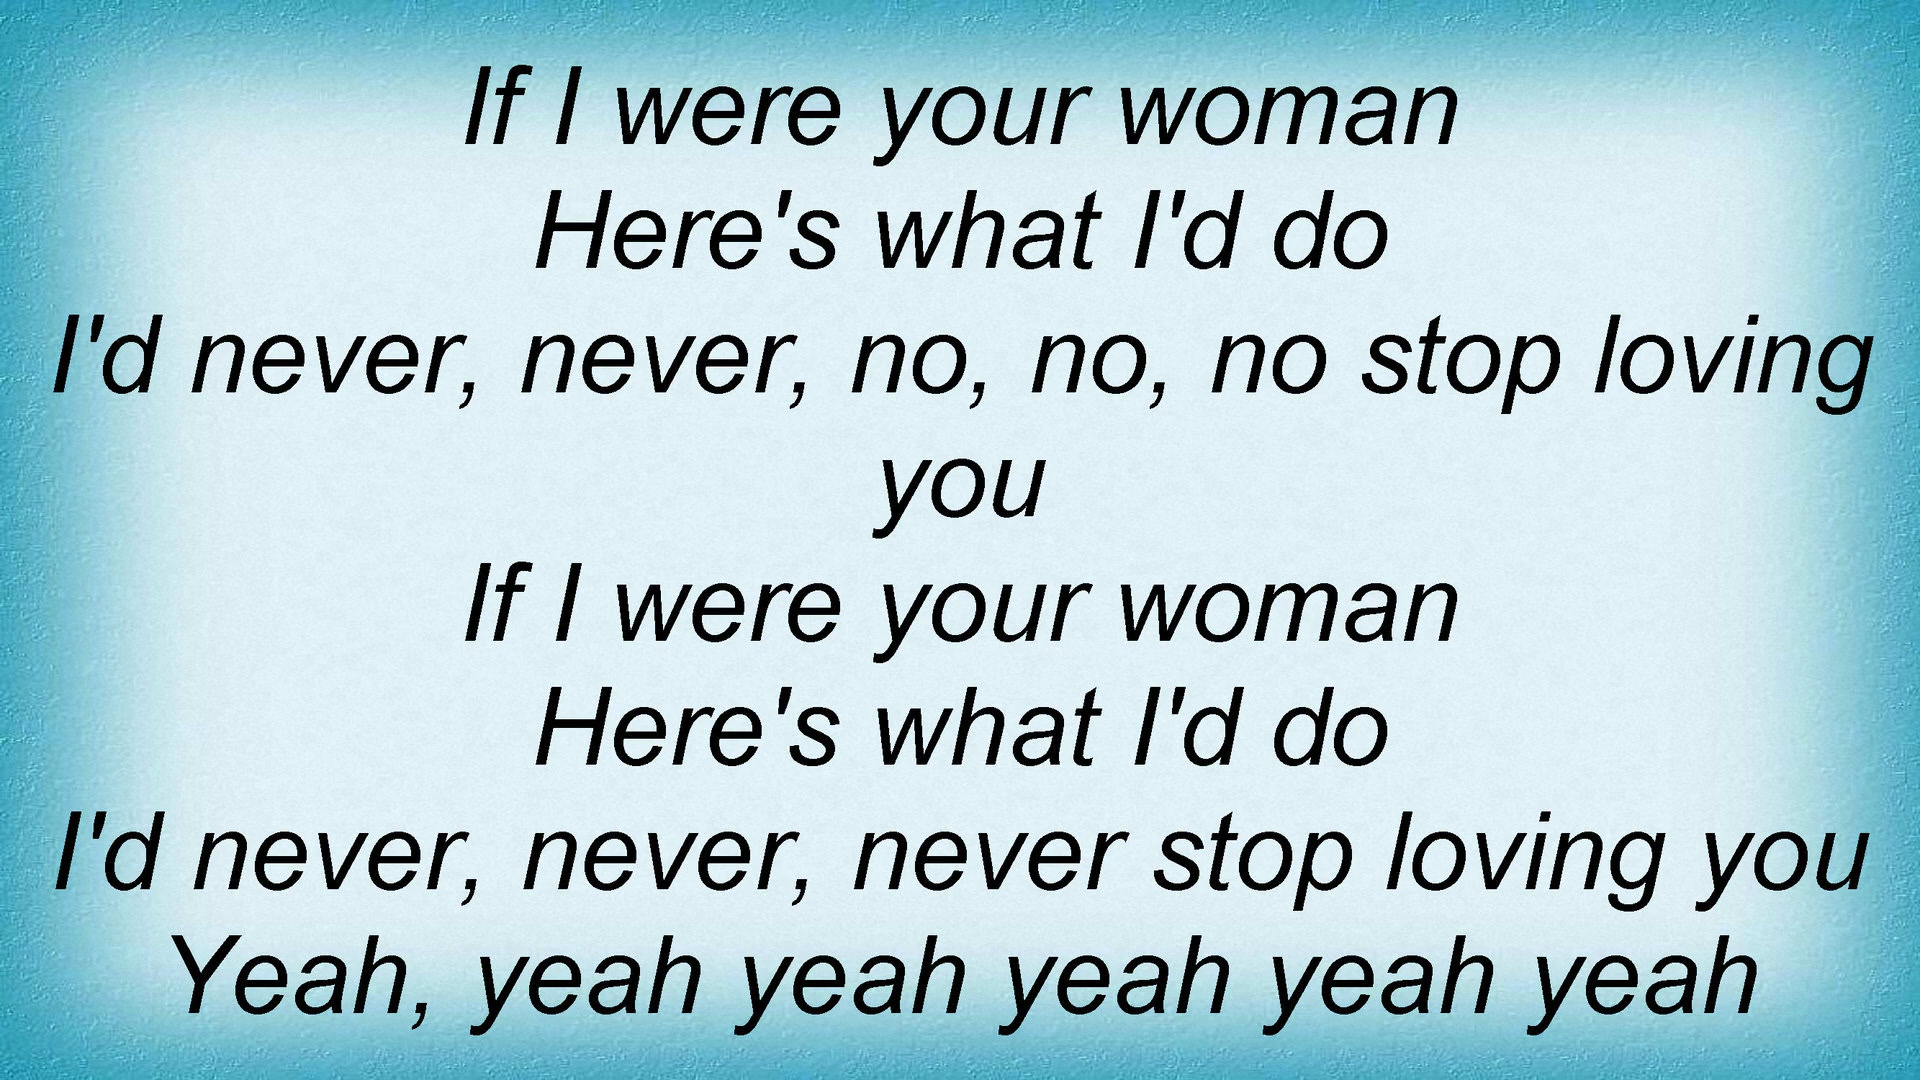 If I were your woman
Here's what I'd do
I'd never, never, no, no, no stop loving
you
If I were your woman
Here's what I'd do
I'd never, never, never stop loving you
Yeah, yeah yeah yeah yeah yeah